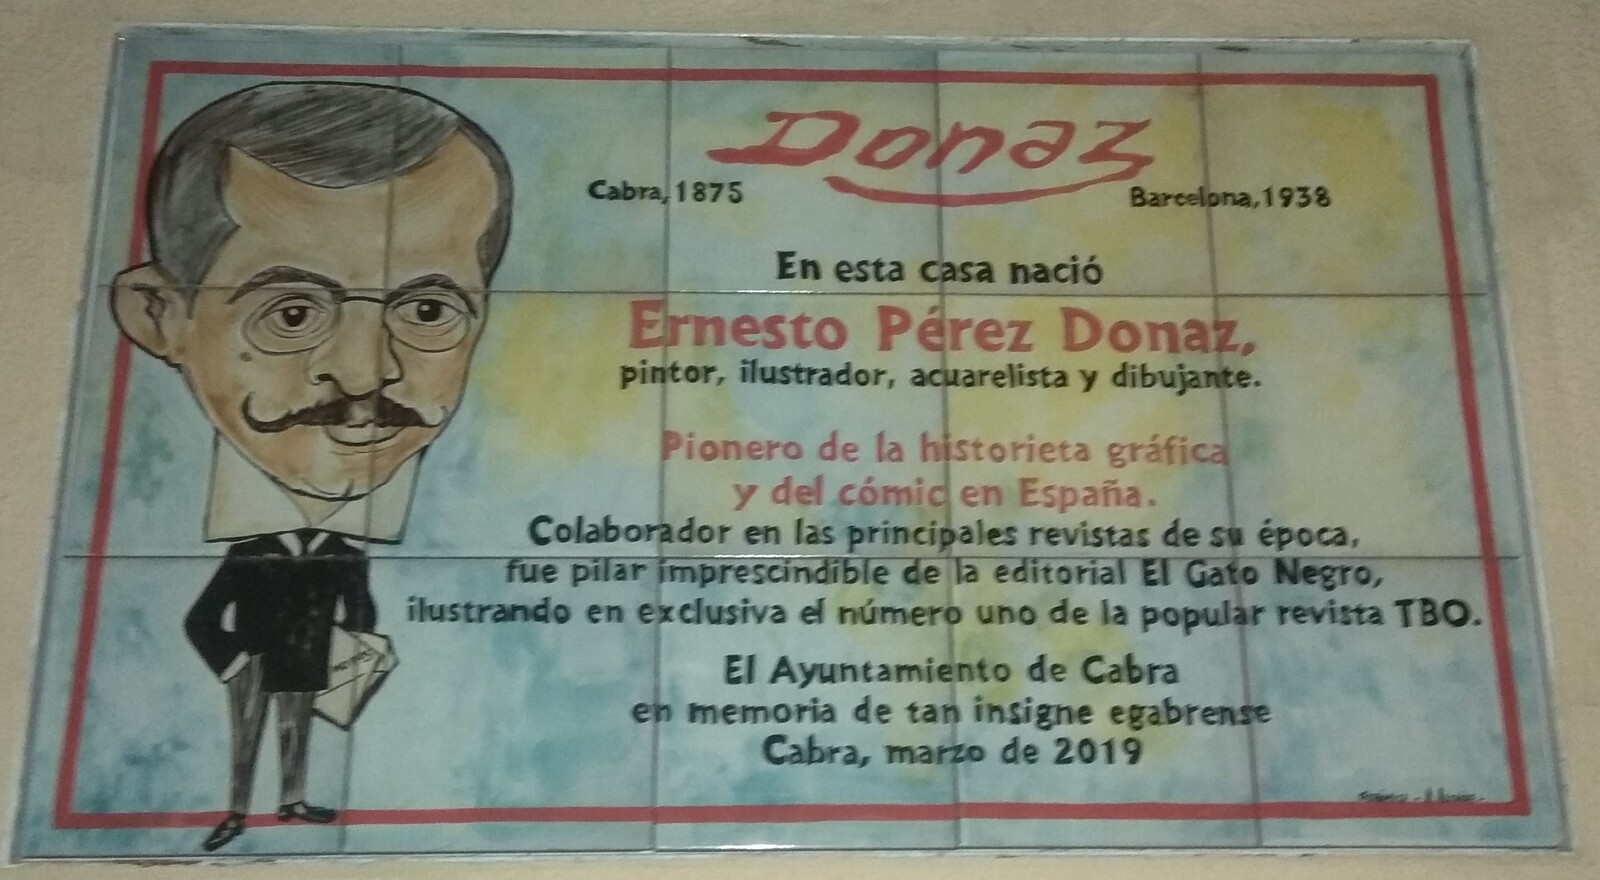 Donaz
Cabra, 1875
Barcelona, 1938
En esta casa nació
Ernesto Pérez Donaz,
pintor, ilustrador, acuarelista y dibujante.
Pionero de la historieta gráfica
y del cómic en España.
Colaborador en las principales revistas de su época,
fue pilar imprescindible de la editorial El Gato Negro,
ilustrando en exclusiva el número uno de la popular revista TBO.
El Ayuntamiento de Cabra
en memoria de tan insigne egabrense
Cabra, marzo de 2019